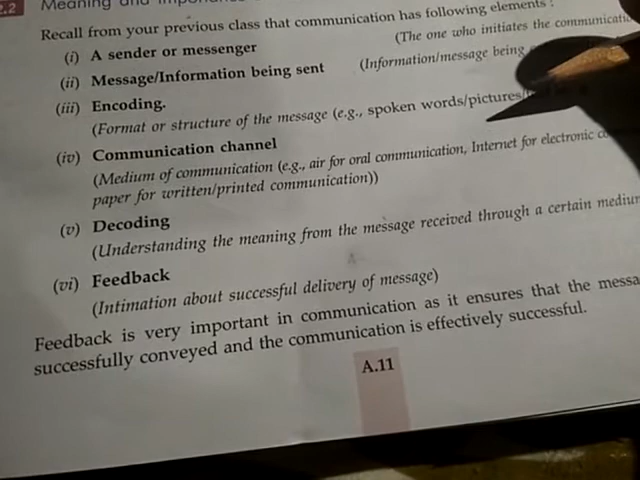 2.2 Meaning and
Recall from your previous class that communication has following elements :
(i) A sender or messenger (The one who initiates the
(ii) Message/Information being sent (Information/message being
(iii) Encoding.
(Format or structure of the message (e.g., spoken words/pictures/
(iv) Communication channel
(Medium of communication (e.g., air for oral communication, Internet for electronic
paper for written/printed communication))
(v) Decoding
(Understanding the meaning from the message received through a certain
(vi) Feedback
(Intimation about successful delivery of message)
Feedback is very important in communication as it ensures that the
successfully conveyed and the communication is effectively successful.
A.11